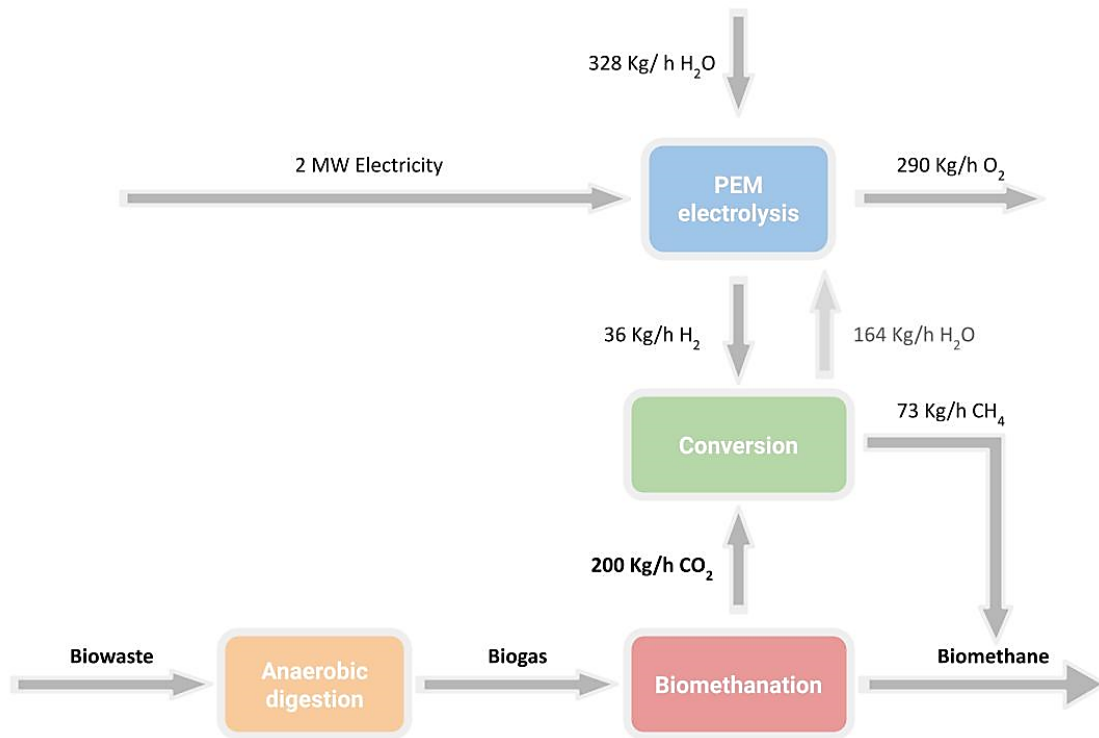 328 Kg/ h H₂O
2 MW Electricity
PEM
electrolysis
290 Kg/h O₂
36 Kg/h H₂
164 Kg/h H₂O
73 Kg/h CH₄
Conversion
200 Kg/h CO₂
Biowaste
Anaerobic
digestion
Biogas
Biomethanation
Biomethane